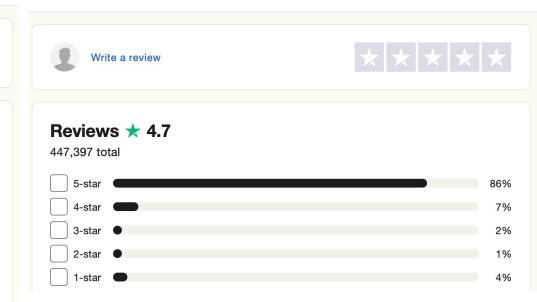 Write a review
Reviews ★ 4.7
447,397 total
5-star 86%
4-star 7%
3-star 2%
2-star 1%
1-star 4%